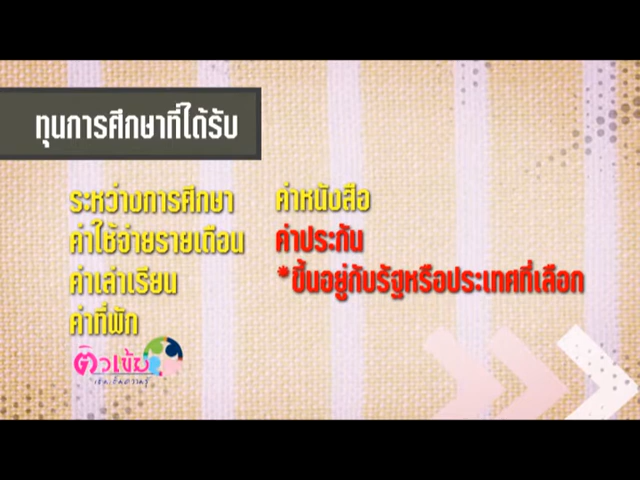 ทุนการศึกษาที่ได้รับ
ระหว่างการศึกษา
ค่าใช้จ่ายรายเดือน
ค่าเล่าเรียน
ค่าที่พัก
ค่าหนังสือ
ค่าประกัน
*ขึ้นอยู่กับรัฐหรือประเทศที่เลือก
ติวเข้ม